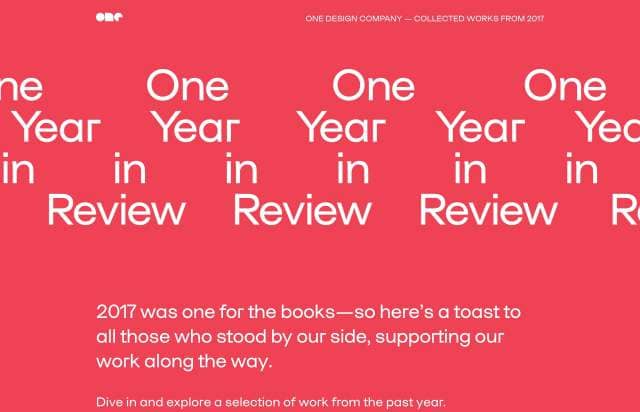 one
ONE DESIGN COMPANY — COLLECTED WORKS FROM 2017
ne One One One
Year Year Year Year Yea
in in in in in in
Review Review Review Re
2017 was one for the books—so here's a toast to
all those who stood by our side, supporting our
work along the way.
Dive in and explore a selection of work from the past year.